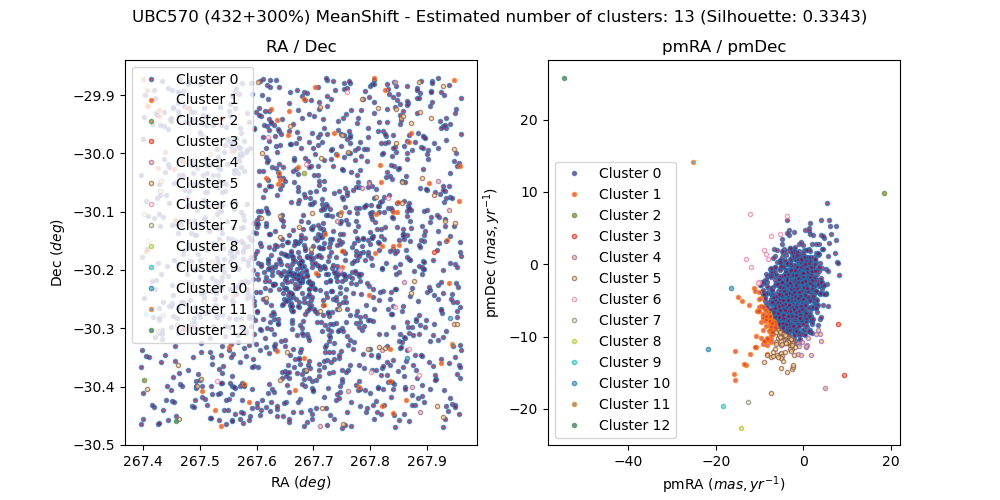 UBC570 (432+300%) MeanShift - Estimated number of clusters: 13 (Silhouette: 0.3343)
RA / Dec
Cluster 0
Cluster 1
Cluster 2
Cluster 3
Cluster 4
Cluster 5
Cluster 6
Cluster 7
Cluster 8
Cluster 9
Cluster 10
Cluster 11
Cluster 12
−29.9
−30.0
−30.1
−30.2
−30.3
−30.4
−30.5
Dec (deg)
267.4 267.5 267.6 267.7 267.8 267.9
RA (deg)
pmRA / pmDec
20
10
0
−10
−20
pmDec (mas, yr⁻¹)
Cluster 0
Cluster 1
Cluster 2
Cluster 3
Cluster 4
Cluster 5
Cluster 6
Cluster 7
Cluster 8
Cluster 9
Cluster 10
Cluster 11
Cluster 12
−40 −20 0 20
pmRA (mas, yr⁻¹)